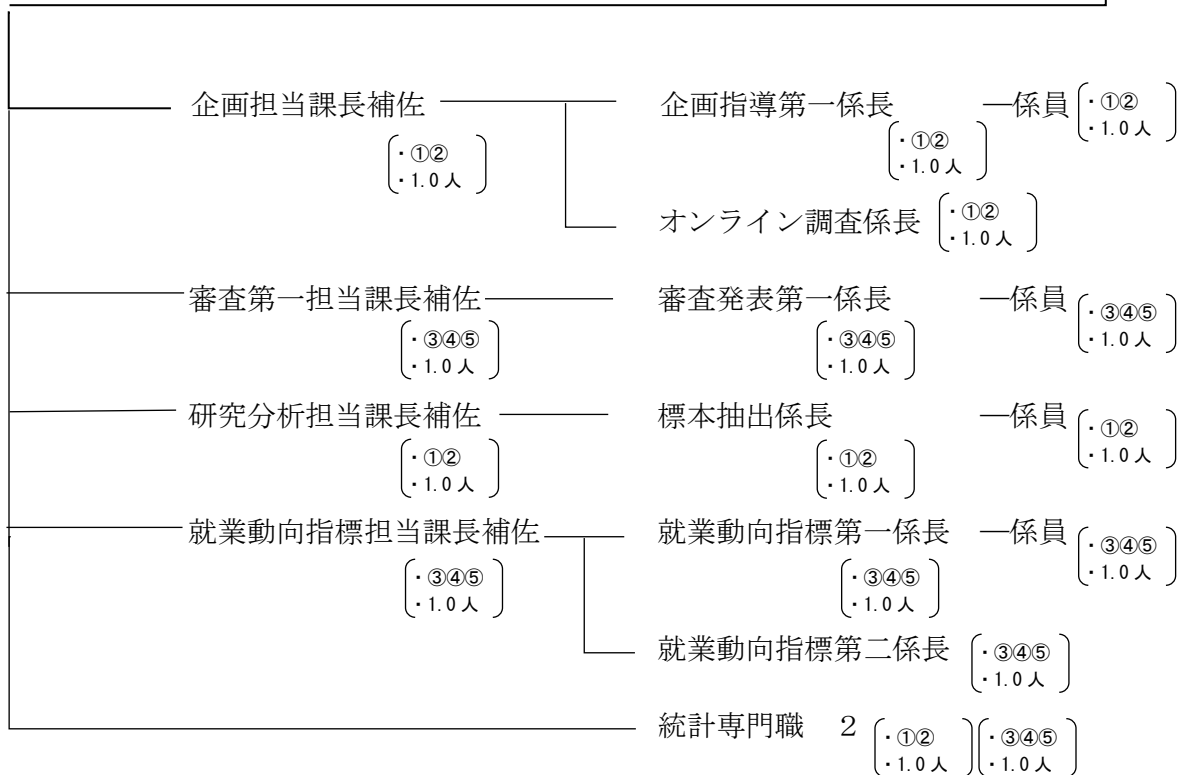 企画担当課長補佐 企画指導第一係長 ―係員 ・①②
・1.0人
・①②
・1.0人
・①②
・1.0人
オンライン調査係長 ・①②
・1.0人
審査第一担当課長補佐 審査発表第一係長 ―係員 ・③④⑤
・1.0人
・③④⑤
・1.0人
・③④⑤
・1.0人
研究分析担当課長補佐 標本抽出係長 ―係員 ・①②
・1.0人
・①②
・1.0人
・①②
・1.0人
就業動向指標担当課長補佐 就業動向指標第一係長 ―係員 ・③④⑤
・1.0人
・③④⑤
・1.0人
・③④⑤
・1.0人
就業動向指標第二係長 ・③④⑤
・1.0人
統計専門職 2 ・①② ・③④⑤
・1.0人 ・1.0人